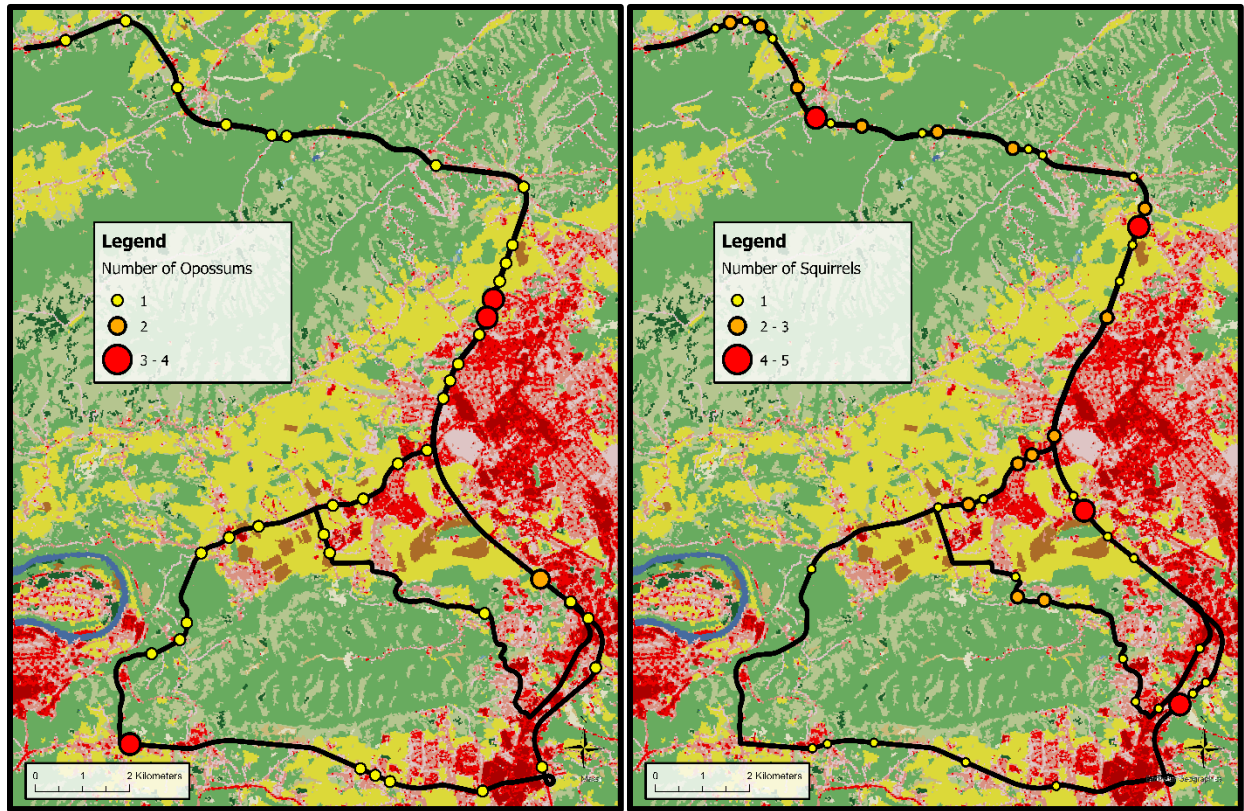 Legend
Number of Opossums
1
2
3 - 4
0 1 2 Kilometers
Legend
Number of Squirrels
1
2 - 3
4 - 5
0 1 2 Kilometers